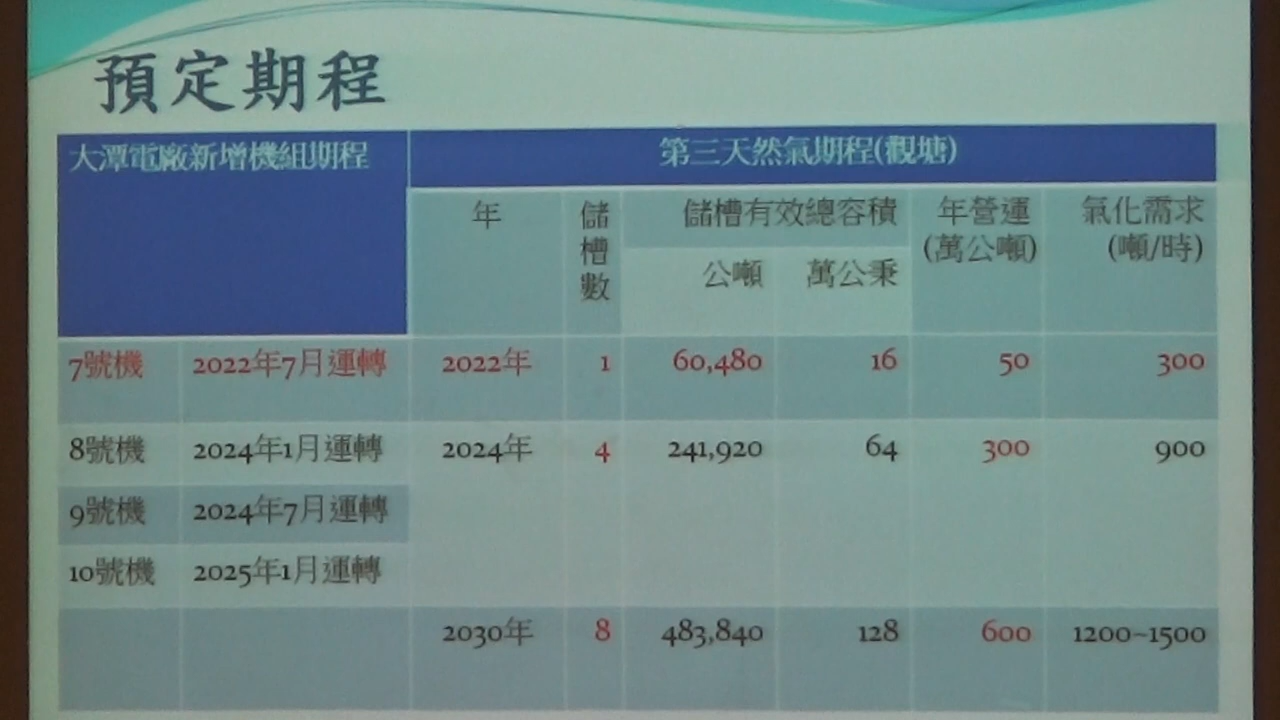 預定期程
大潭電廠新增機組期程 第三天然氣期程(觀塘)
年 儲槽數 儲槽有效總容積 年營運(萬公噸) 氣化需求(噸/時)
公噸 萬公秉
7號機 2022年7月運轉 2022年 1 60,480 16 50 300
8號機 2024年1月運轉 2024年 4 241,920 64 300 900
9號機 2024年7月運轉
10號機 2025年1月運轉
2030年 8 483,840 128 600 1200~1500